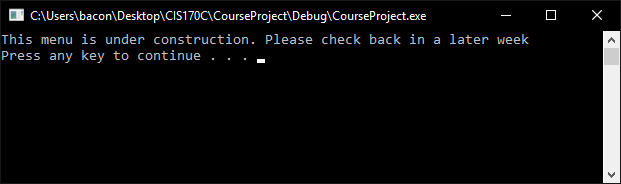 C:\Users\bacon\Desktop\CIS170C\CourseProject\Debug\CourseProject.exe
This menu is under construction. Please check back in a later week
Press any key to continue . . .